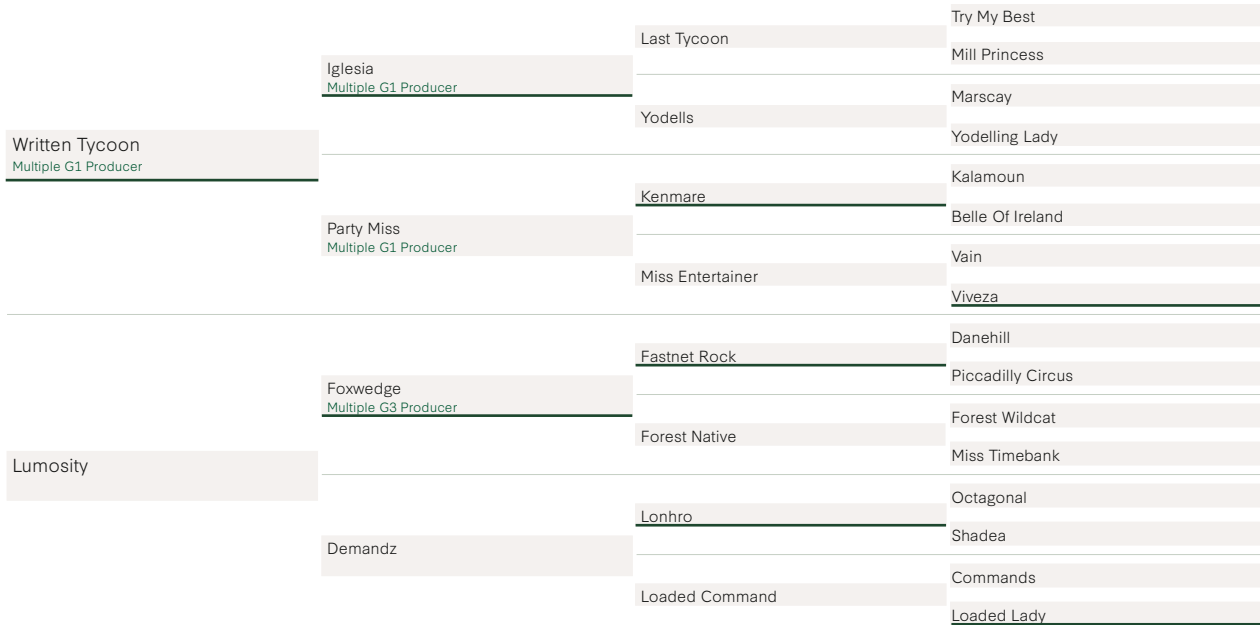 Written Tycoon
Multiple G1 Producer
Lumosity
Iglesia
Multiple G1 Producer
Party Miss
Multiple G1 Producer
Foxwedge
Multiple G3 Producer
Demandz
Last Tycoon
Yodells
Kenmare
Miss Entertainer
Fastnet Rock
Forest Native
Lonhro
Loaded Command
Try My Best
Mill Princess
Marscay
Yodelling Lady
Kalamoun
Belle Of Ireland
Vain
Viveza
Danehill
Piccadilly Circus
Forest Wildcat
Miss Timebank
Octagonal
Shadea
Commands
Loaded Lady